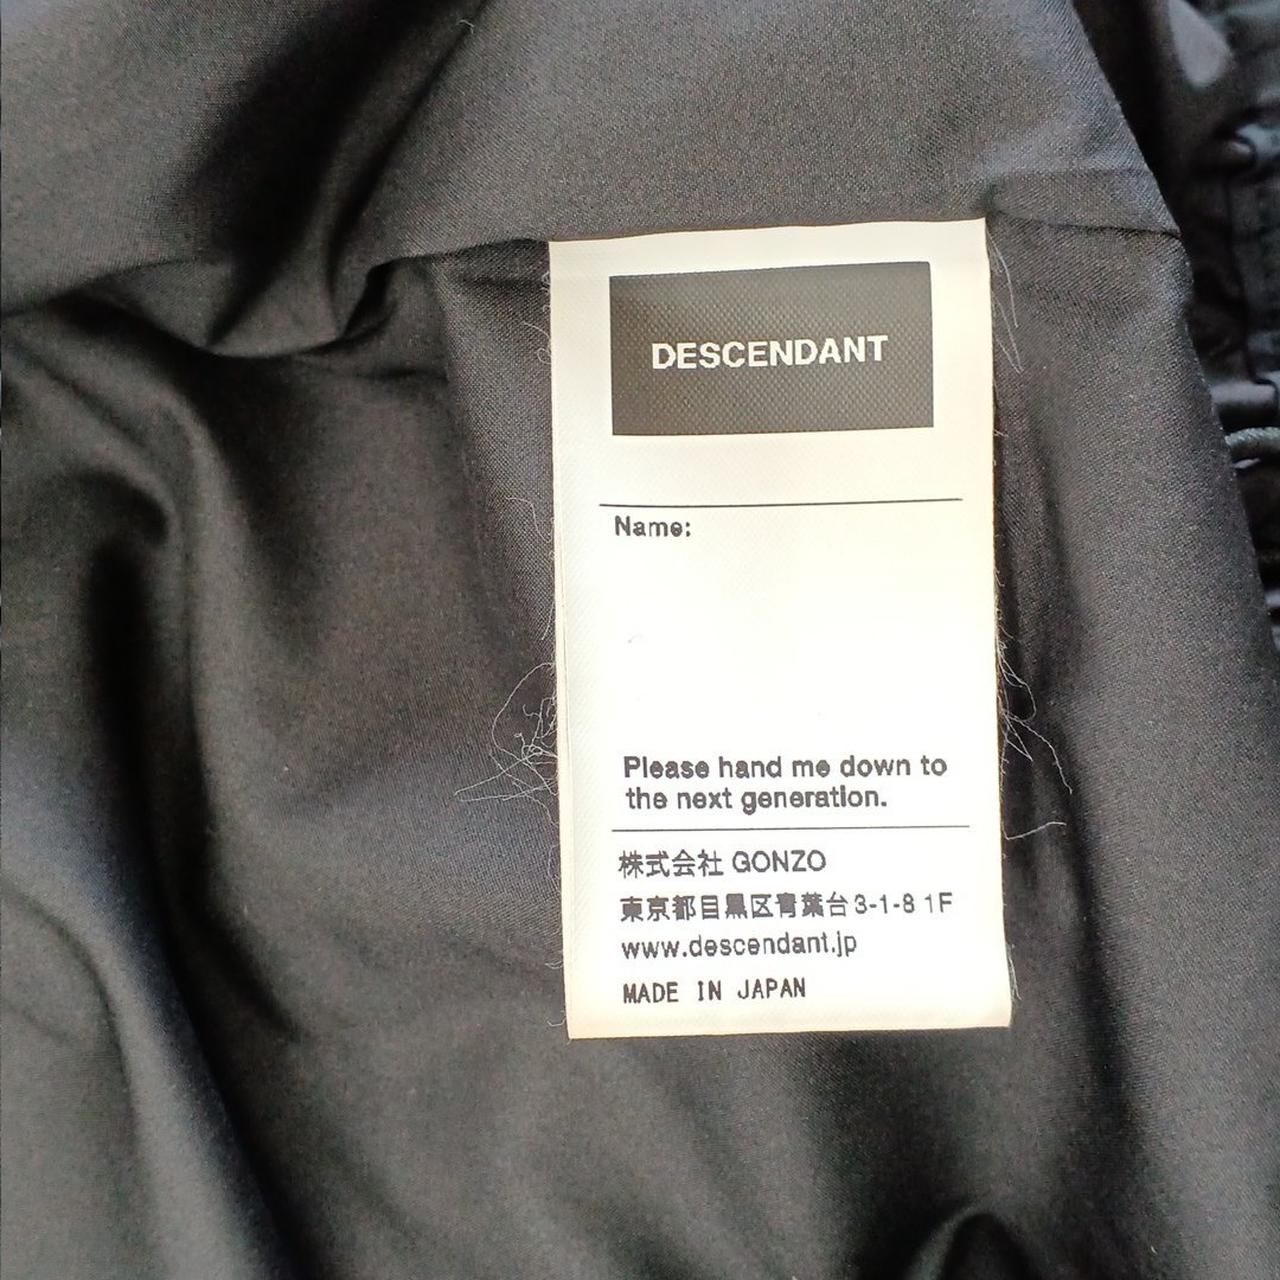 DESCENDANT
Name:
Please hand me down to
the next generation.
株式会社 GONZO
東京都目黒区青葉台3-1-8 1F
www.descendant.jp
MADE IN JAPAN